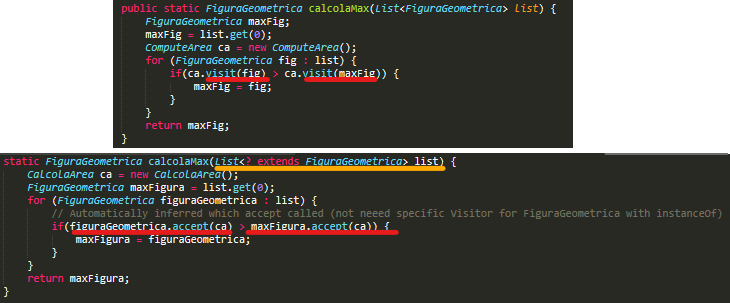 public static FiguraGeometrica calcolaMax(List<FiguraGeometrica> list) {
FiguraGeometrica maxFig;
maxFig = list.get(0);
ComputeArea ca = new ComputeArea();
for (FiguraGeometrica fig : list) {
if(ca.visit(fig) > ca.visit(maxFig)) {
maxFig = fig;
}
}
return maxFig;
}
static FiguraGeometrica calcolaMax(List<? extends FiguraGeometrica> list) {
CalcolaArea ca = new CalcolaArea();
FiguraGeometrica maxFigura = list.get(0);
for (FiguraGeometrica figuraGeometrica : list) {
// Automatically inferred which accept called (not neeed specific Visitor for FiguraGeometrica with instanceOf)
if(figuraGeometrica.accept(ca) > maxFigura.accept(ca)) {
maxFigura = figuraGeometrica;
}
}
return maxFigura;
}